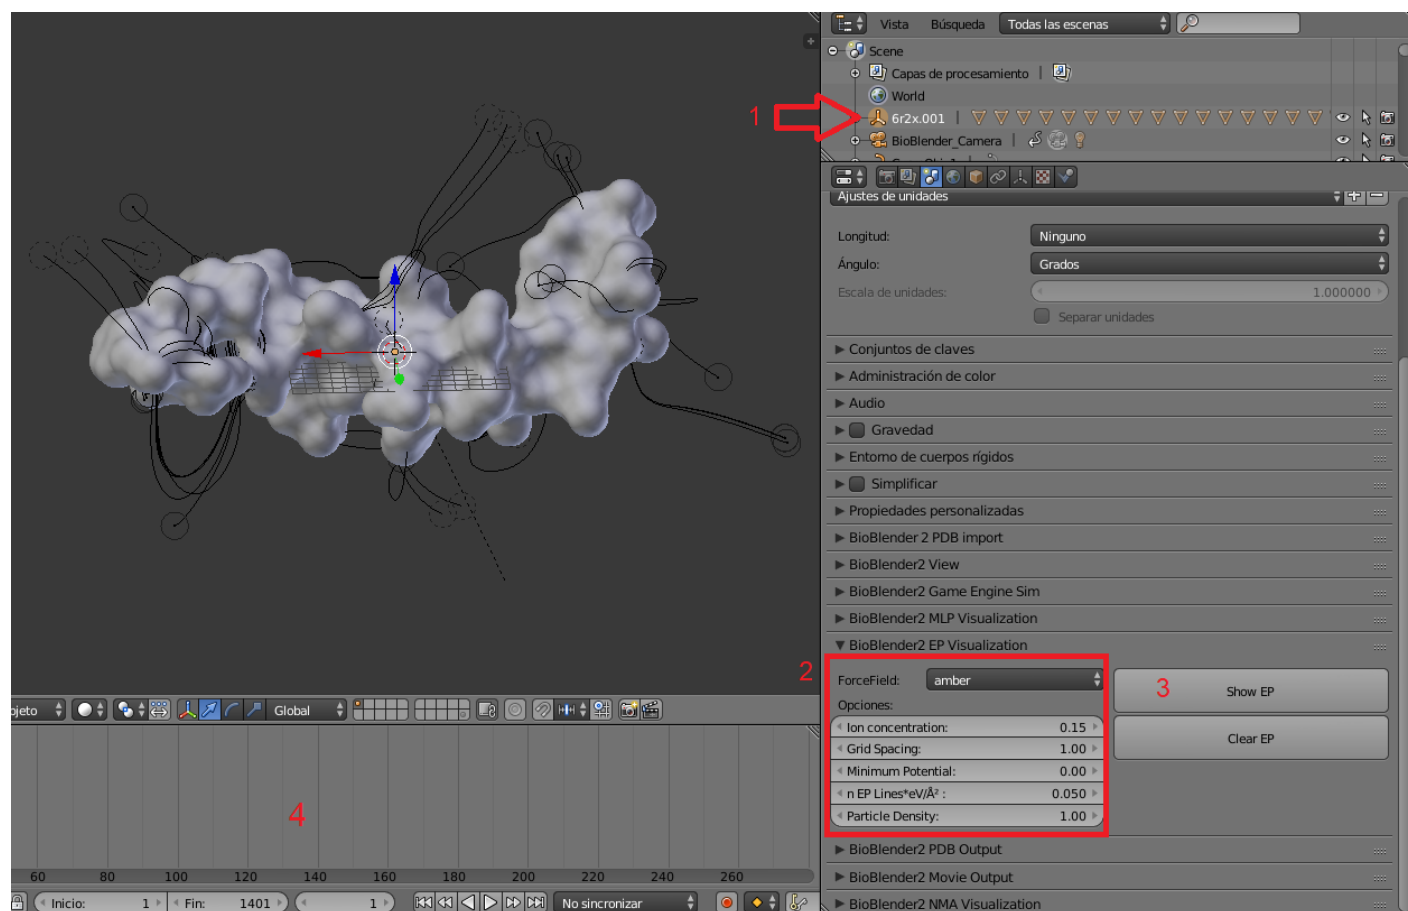 Vista Búsqueda Todas las escenas
Scene
Capas de procesamiento
World
1
6r2x.001
BioBlender_Camera
Ajustes de unidades
Longitud: Ninguno
Ángulo: Grados
Escala de unidades: 1.000000
Separar unidades
Conjuntos de claves
Administración de color
Audio
Gravedad
Entorno de cuerpos rígidos
Simplificar
Propiedades personalizadas
BioBlender 2 PDB import
BioBlender2 View
BioBlender2 Game Engine Sim
BioBlender2 MLP Visualization
BioBlender2 EP Visualization
2
ForceField: amber
3
Show EP
Opciones:
Ion concentration: 0.15
Clear EP
Grid Spacing: 1.00
Minimum Potential: 0.00
n EP Lines*eV/Å² : 0.050
Particle Density: 1.00
BioBlender2 PDB Output
BioBlender2 Movie Output
BioBlender2 NMA Visualization
jeto Global
4
60 80 100 120 140 160 180 200 220 240 260
Inicio: 1 Fin: 1401 1 No sincronizar